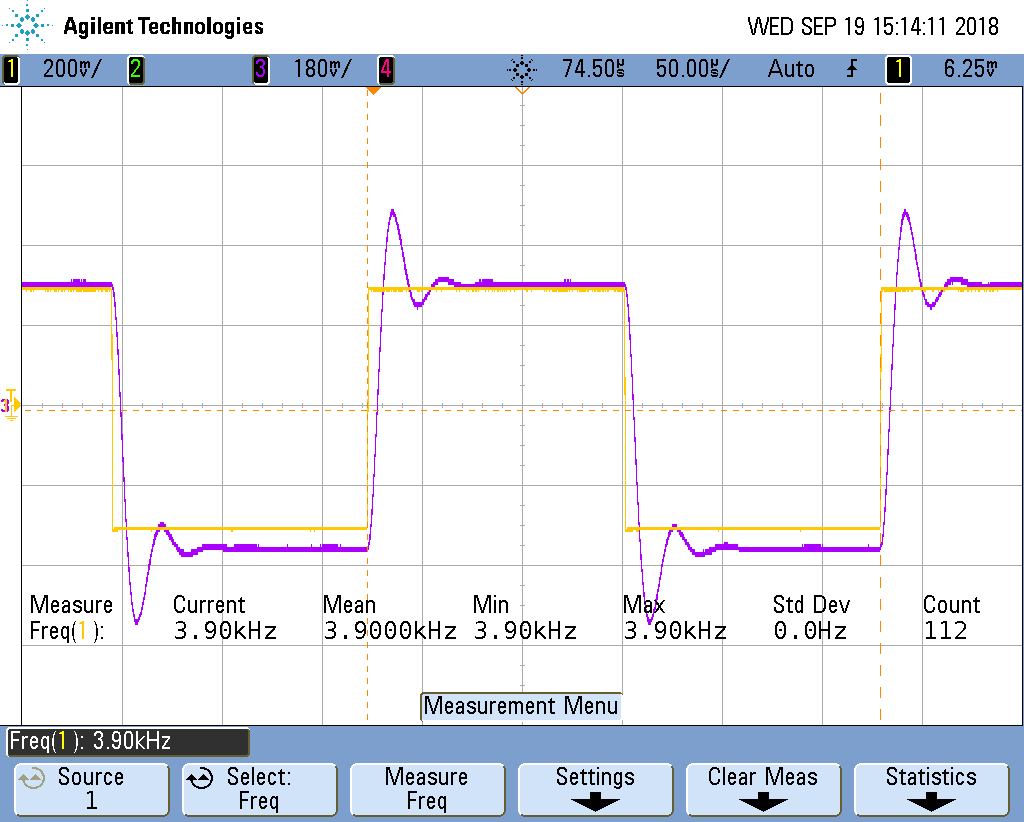 Agilent Technologies WED SEP 19 15:14:11 2018
1 200mV/ 2 3 180mV/ 4 74.50µs 50.00µs/ Auto 1 6.25mV
3
Measure Current Mean Min Max Std Dev Count
Freq(1): 3.90kHz 3.9000kHz 3.90kHz 3.90kHz 0.0Hz 112
Measurement Menu
Freq(1): 3.90kHz
Source Select: Measure Settings Clear Meas Statistics
1 Freq Freq